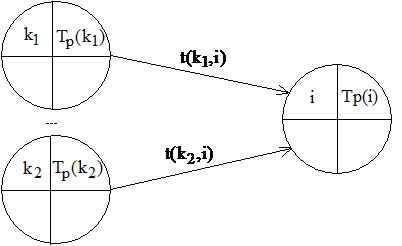 k₁ Tₚ(k₁)
t(k₁,i)
i Tp(i)
---
t(k₂,i)
k₂ Tₚ(k₂)